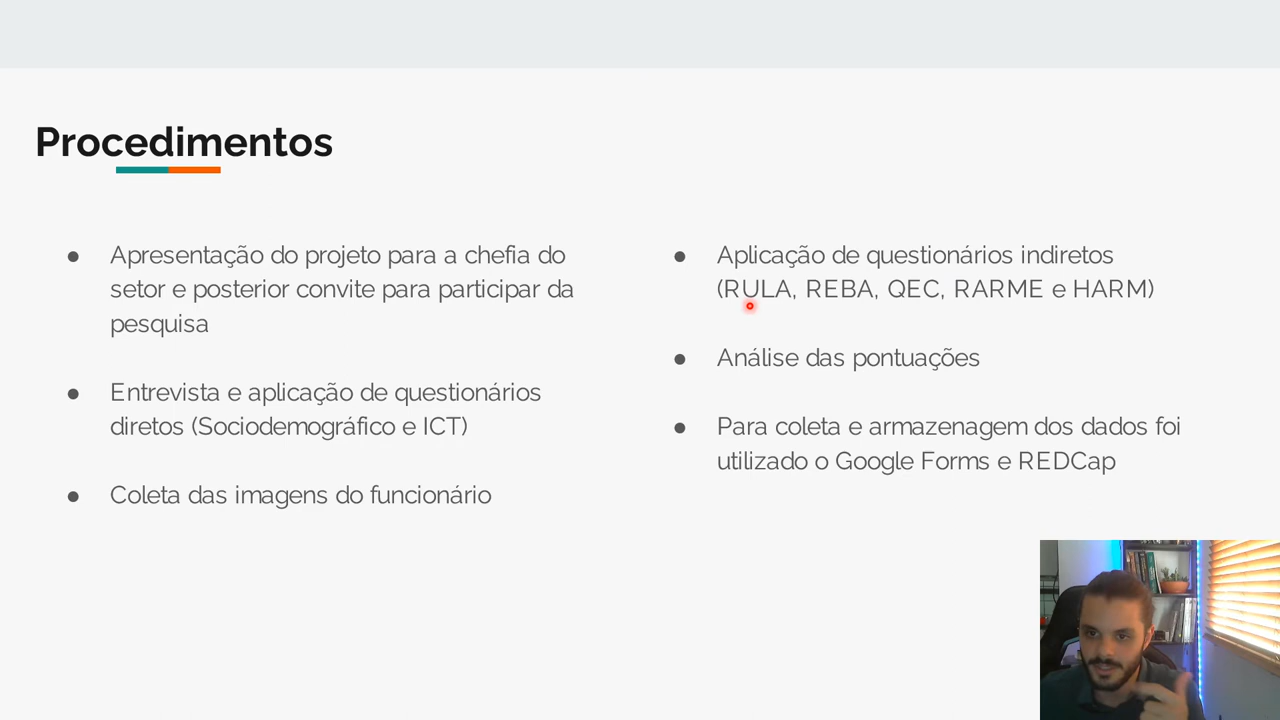 Procedimentos
● Apresentação do projeto para a chefia do
setor e posterior convite para participar da
pesquisa
● Entrevista e aplicação de questionários
diretos (Sociodemográfico e ICT)
● Coleta das imagens do funcionário
● Aplicação de questionários indiretos
(RULA, REBA, QEC, RARME e HARM)
● Análise das pontuações
● Para coleta e armazenagem dos dados foi
utilizado o Google Forms e REDCap